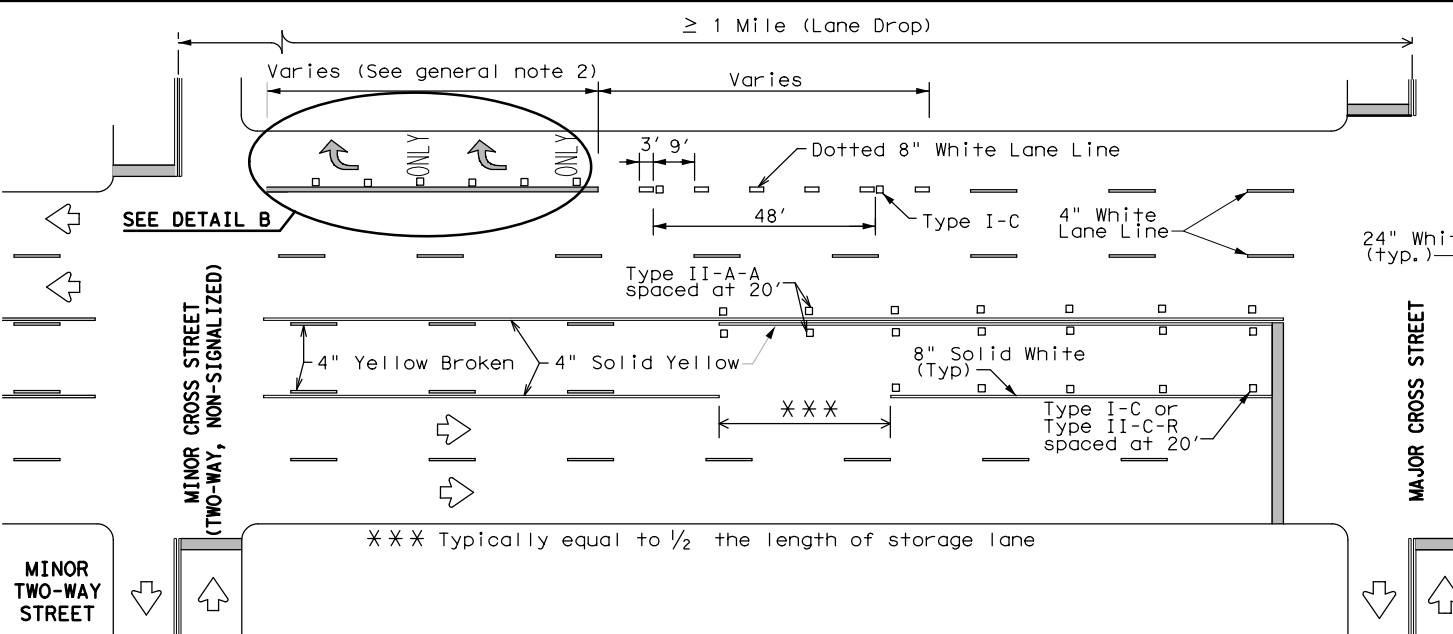 ≥ 1 Mile (Lane Drop)
Varies (See general note 2)
Varies
ONLY
ONLY
3'
9'
Dotted 8" White Lane Line
SEE DETAIL B
48'
Type I-C
4" White
Lane Line
24" Whi
(typ.)
Type II-A-A
spaced at 20'
MINOR CROSS STREET
(TWO-WAY, NON-SIGNALIZED)
4" Yellow Broken
4" Solid Yellow
8" Solid White
(Typ)
***
Type I-C or
Type II-C-R
spaced at 20'
MAJOR CROSS STREET
*** Typically equal to 1/2 the length of storage lane
MINOR
TWO-WAY
STREET